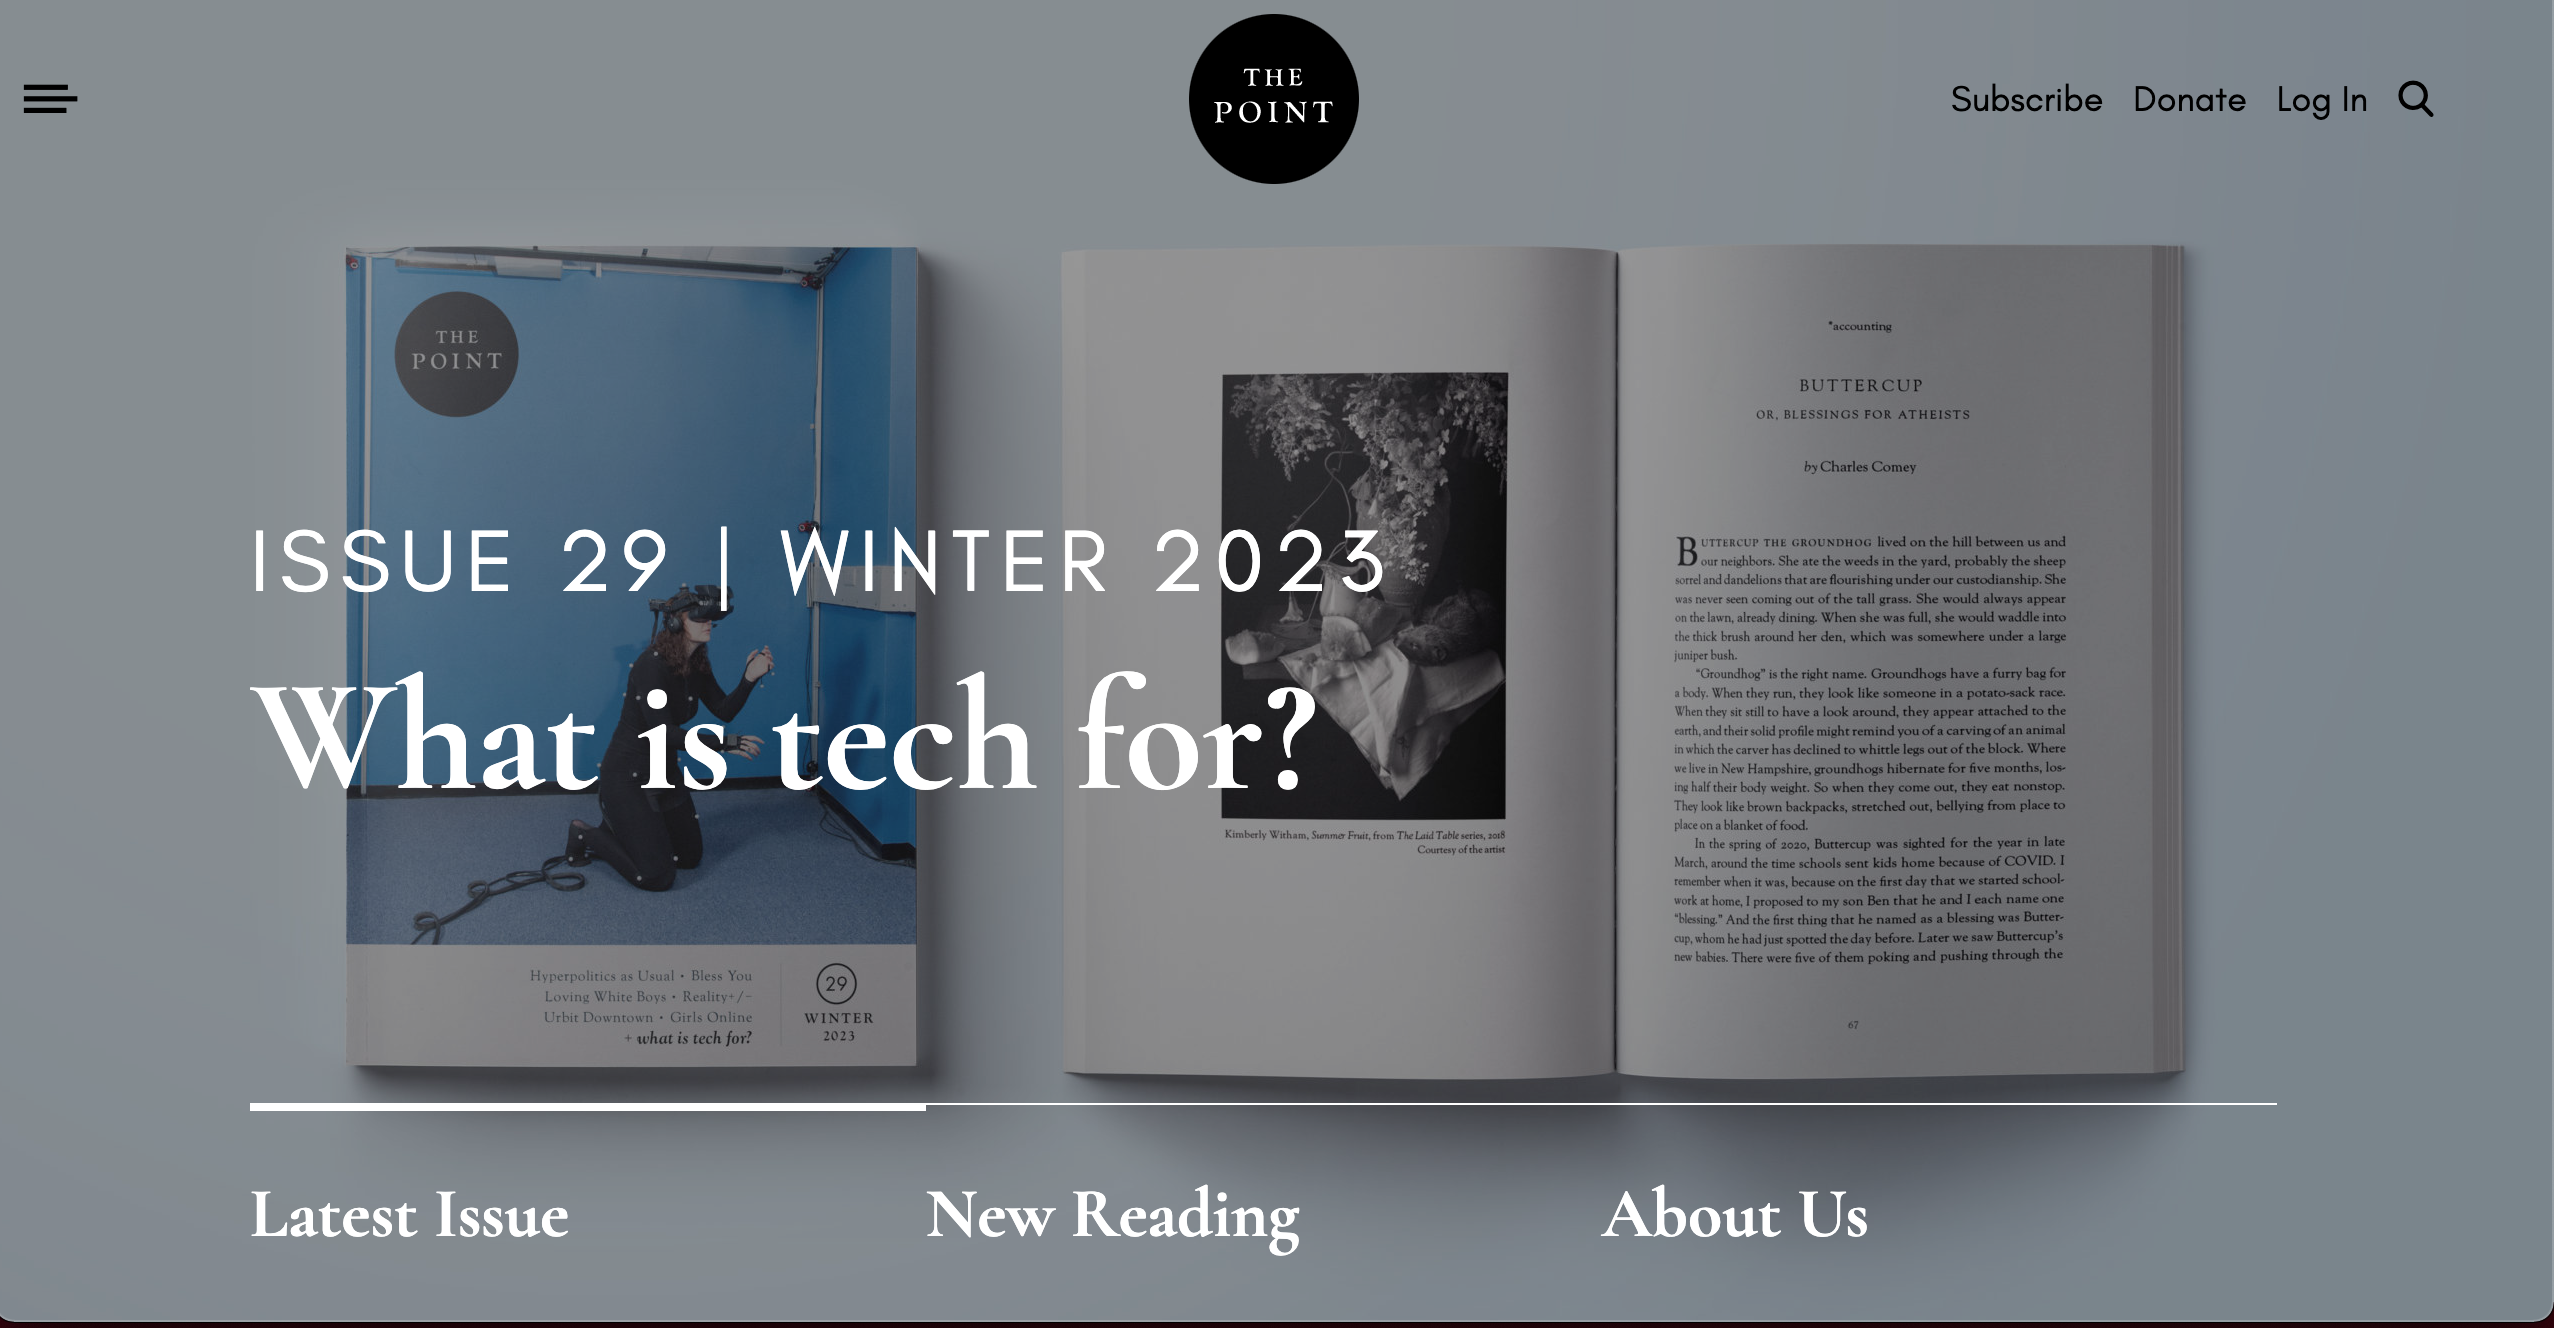 THE
POINT
Subscribe Donate Log In
THE
POINT
ISSUE 29 | WINTER 2023
What is tech for?
Hyperpolitics as Usual • Bless You
Loving White Boys • Reality+/-
Urbit Downtown • Girls Online
+ what is tech for?
29
WINTER
2023
Kimberly Witham, Summer Fruit, from The Laid Table series, 2018
Courtesy of the artist
*accounting
BUTTERCUP
OR, BLESSINGS FOR ATHEISTS
by Charles Comey
BUTTERCUP THE GROUNDHOG lived on the hill between us and
our neighbors. She ate the weeds in the yard, probably the sheep
sorrel and dandelions that are flourishing under our custodianship. She
was never seen coming out of the tall grass. She would always appear
on the lawn, already dining. When she was full, she would waddle into
the thick brush around her den, which was somewhere under a large
juniper bush.
“Groundhog” is the right name. Groundhogs have a furry bag for
a body. When they run, they look like someone in a potato-sack race.
When they sit still to have a look around, they appear attached to the
earth, and their solid profile might remind you of a carving of an animal
in which the carver has declined to whittle legs out of the block. Where
we live in New Hampshire, groundhogs hibernate for five months, los-
ing half their body weight. So when they come out, they eat nonstop.
They look like brown backpacks, stretched out, bellying from place to
place on a blanket of food.
In the spring of 2020, Buttercup was sighted for the year in late
March, around the time schools sent kids home because of COVID. I
remember when it was, because on the first day that we started school-
work at home, I proposed to my son Ben that he and I each name one
“blessing.” And the first thing that he named as a blessing was Butter-
cup, whom he had just spotted the day before. Later we saw Buttercup’s
new babies. There were five of them poking and pushing through the
67
Latest Issue
New Reading
About Us